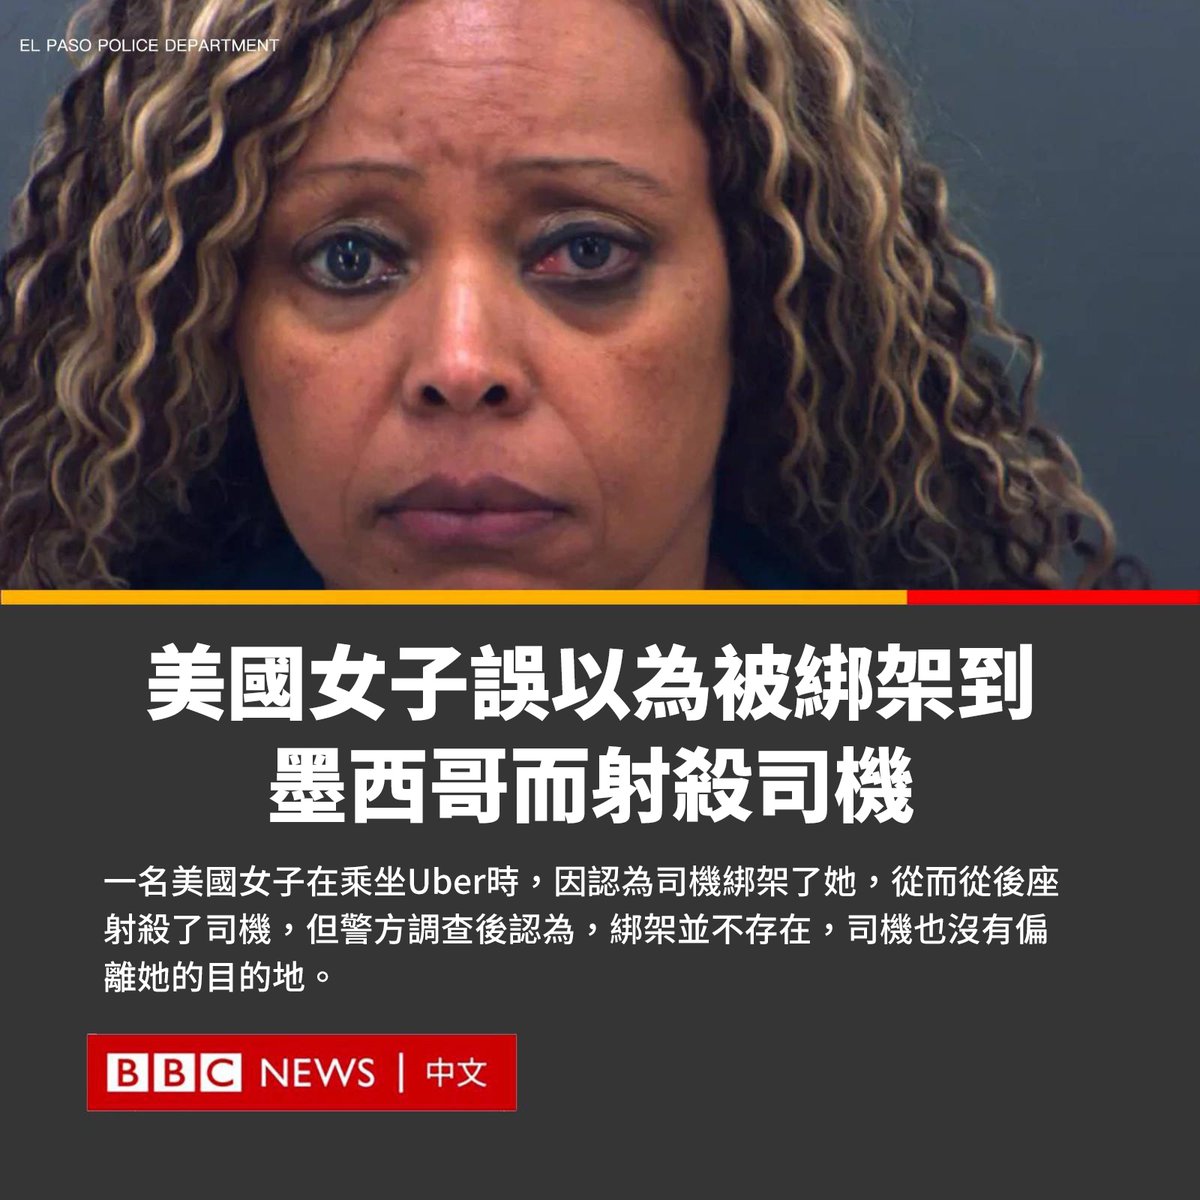 EL PASO POLICE DEPARTMENT
美國女子誤以為被綁架到
墨西哥而射殺司機
一名美國女子在乘坐Uber時，因認為司機綁架了她，從而從後座
射殺了司機，但警方調查後認為，綁架並不存在，司機也沒有偏
離她的目的地。
BBC NEWS | 中文